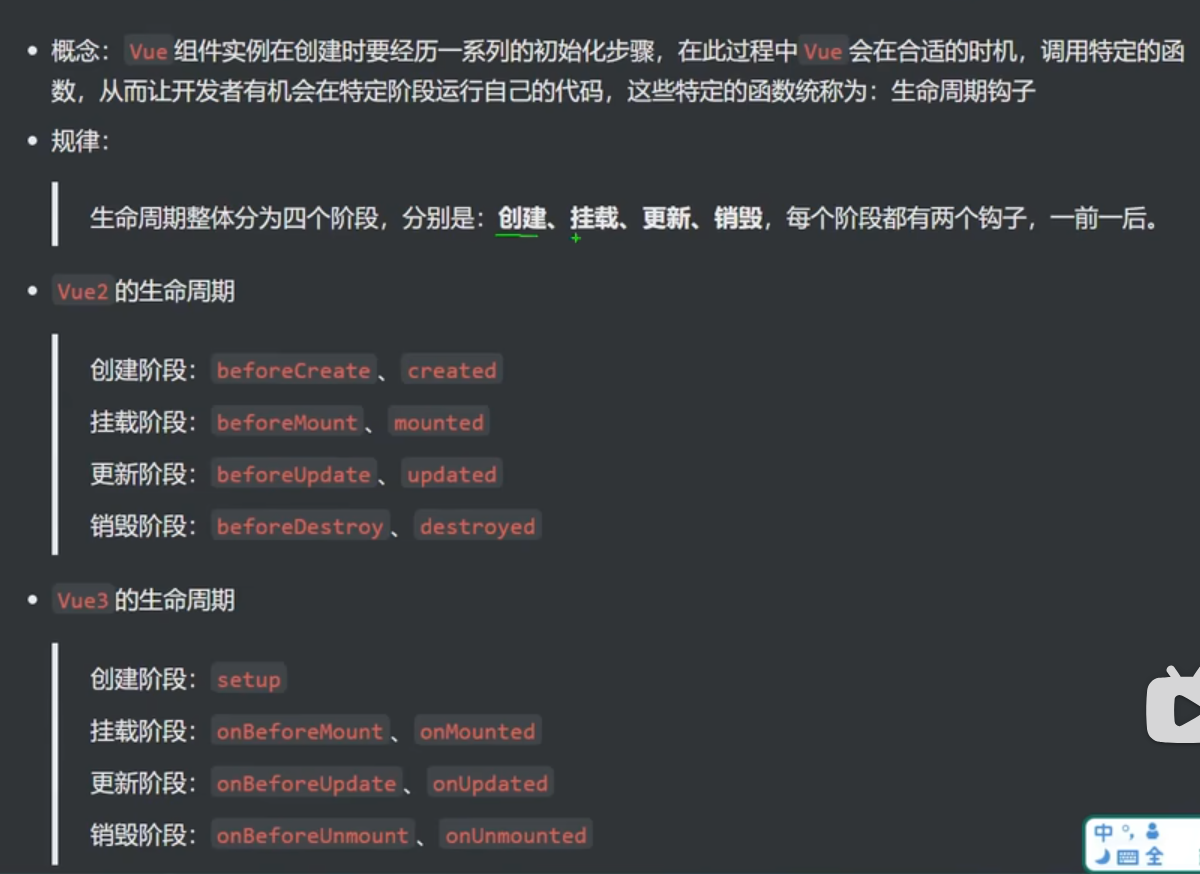 概念：Vue组件实例在创建时要经历一系列的初始化步骤，在此过程中Vue会在合适的时机，调用特定的函
数，从而让开发者有机会在特定阶段运行自己的代码，这些特定的函数统称为：生命周期钩子
规律：
生命周期整体分为四个阶段，分别是：创建、挂载、更新、销毁，每个阶段都有两个钩子，一前一后。
Vue2的生命周期
创建阶段：beforeCreate、created
挂载阶段：beforeMount、mounted
更新阶段：beforeUpdate、updated
销毁阶段：beforeDestroy、destroyed
Vue3的生命周期
创建阶段：setup
挂载阶段：onBeforeMount、onMounted
更新阶段：onBeforeUpdate、onUpdated
销毁阶段：onBeforeUnmount、onUnmounted
中
全